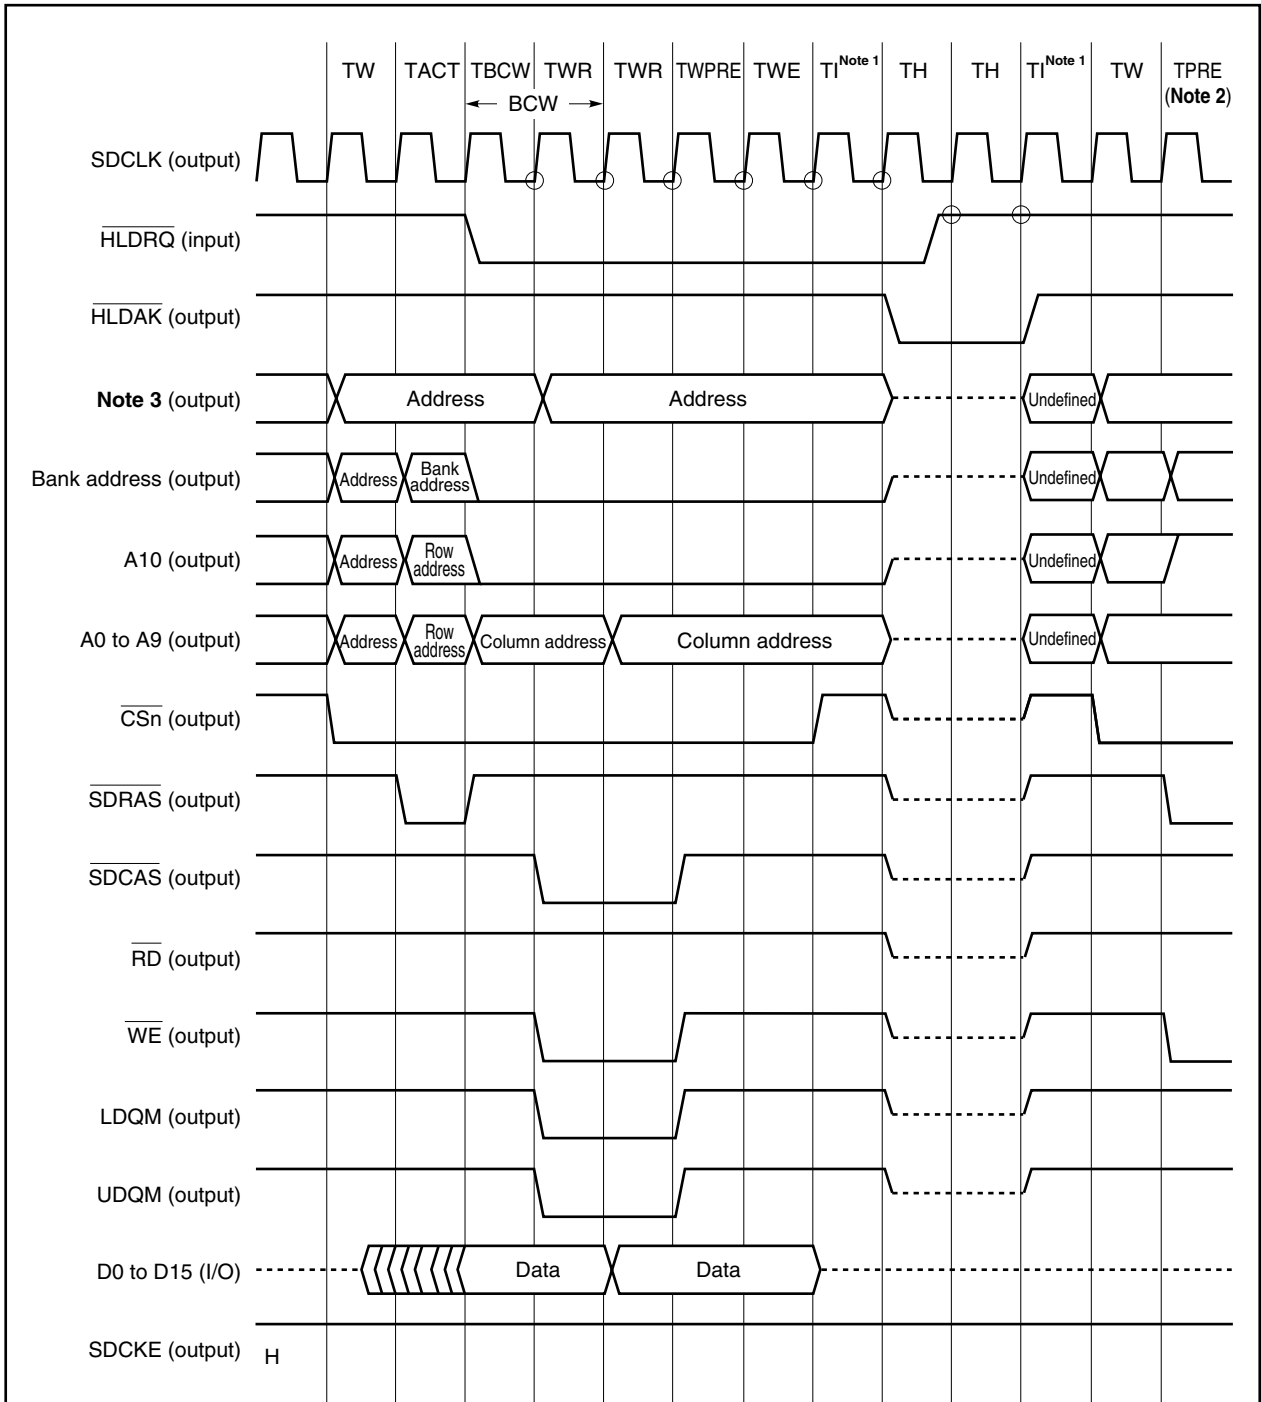 TW TACT TBCW TWR TWR TWPRE TWE TI Note 1 TH TH TI Note 1 TW TPRE
(Note 2)
BCW
SDCLK (output)
HLDRQ (input)
HLDAK (output)
Note 3 (output) Address Address Undefined
Bank address (output) Address Bank address Undefined
A10 (output) Address Row address Undefined
A0 to A9 (output) Address Row address Column address Column address Undefined
CSn (output)
SDRAS (output)
SDCAS (output)
RD (output)
WE (output)
LDQM (output)
UDQM (output)
D0 to D15 (I/O) Data Data
SDCKE (output) H